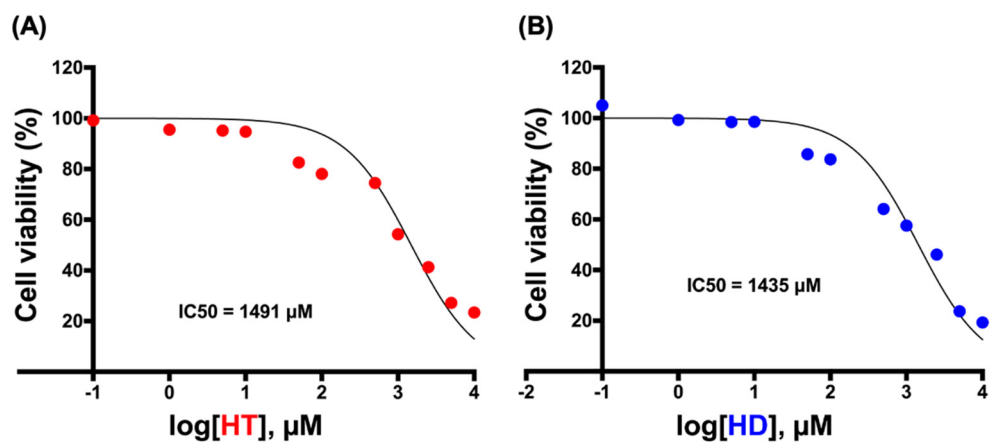 (A)
Cell viability (%)
120
100
80
60
40
20
IC50 = 1491 µM
-1 0 1 2 3 4
log[HT], µM
(B)
Cell viability (%)
120
100
80
60
40
20
IC50 = 1435 µM
-2 -1 0 1 2 3 4
log[HD], µM